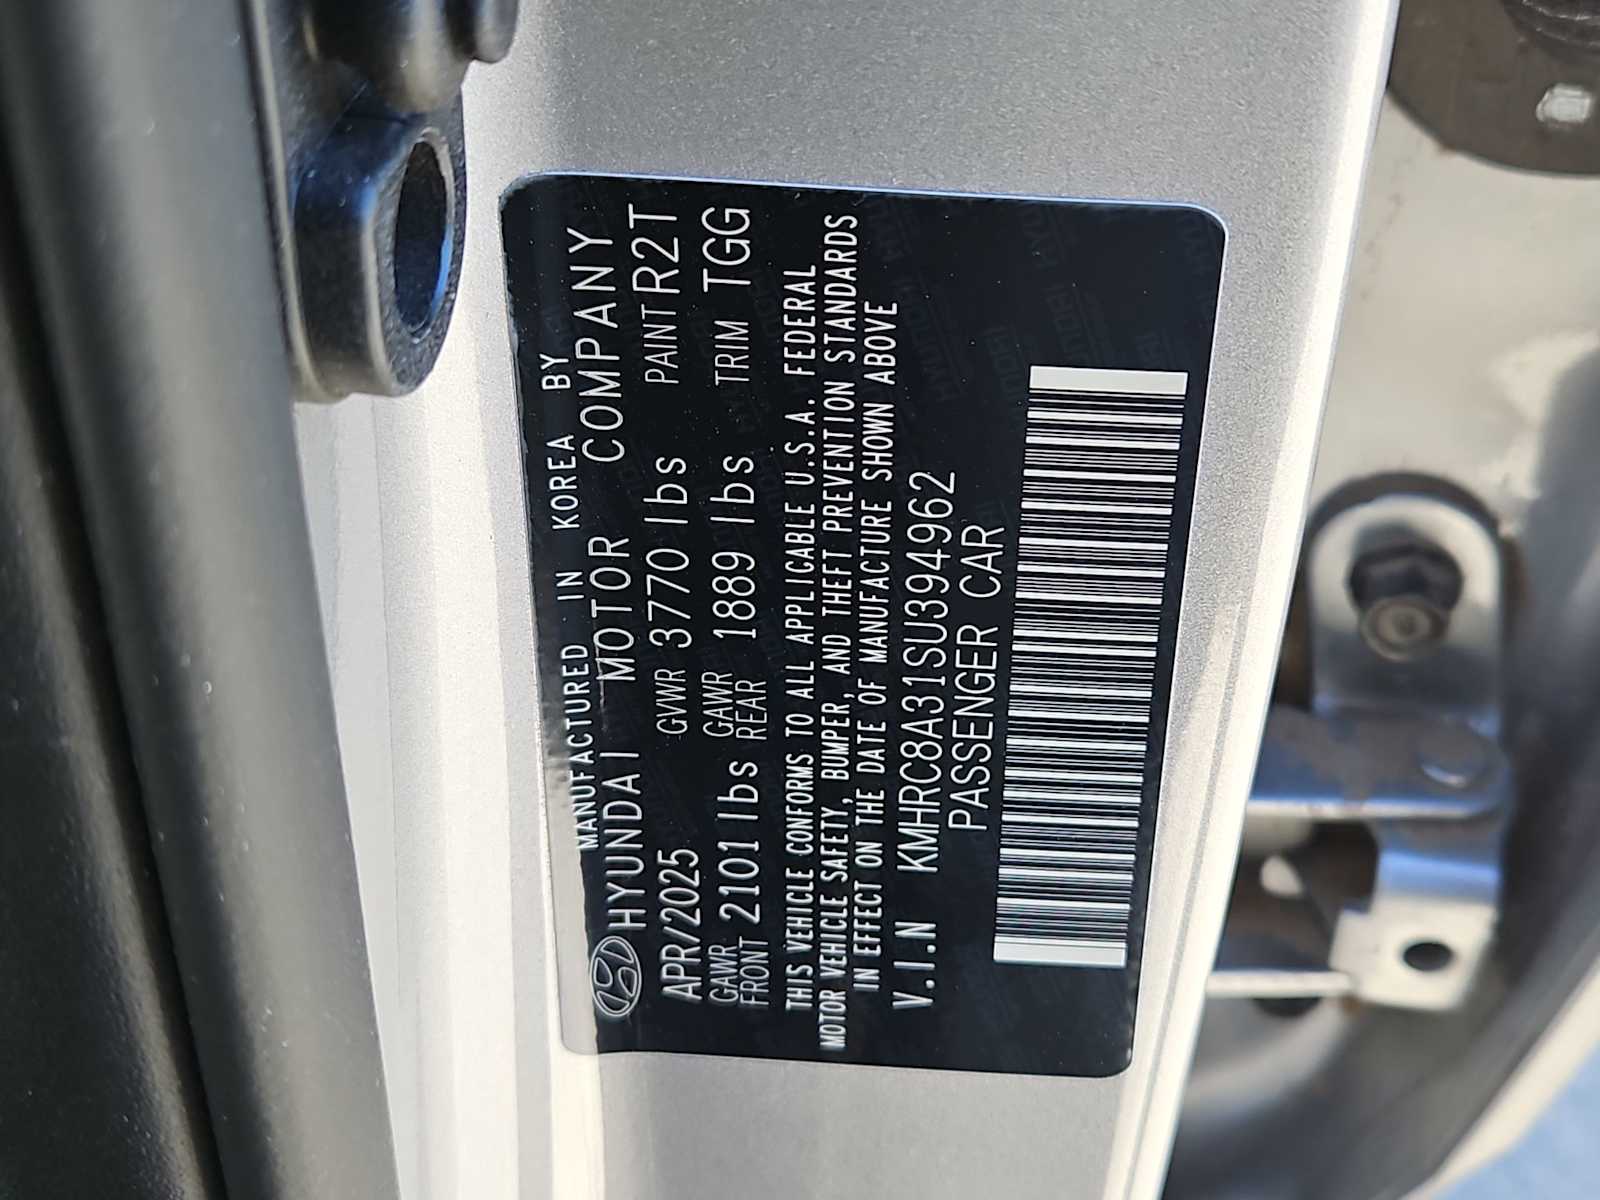 MANUFACTURED IN KOREA BY
HYUNDAI MOTOR COMPANY
APR/2025 GVWR 3770 lbs PAINT R2T
GAWR FRONT 2101 lbs GAWR REAR 1889 lbs TRIM TGG
THIS VEHICLE CONFORMS TO ALL APPLICABLE U.S.A. FEDERAL
MOTOR VEHICLE SAFETY, BUMPER, AND THEFT PREVENTION STANDARDS
IN EFFECT ON THE DATE OF MANUFACTURE SHOWN ABOVE
V.I.N KMHRC8A31SU394962
PASSENGER CAR